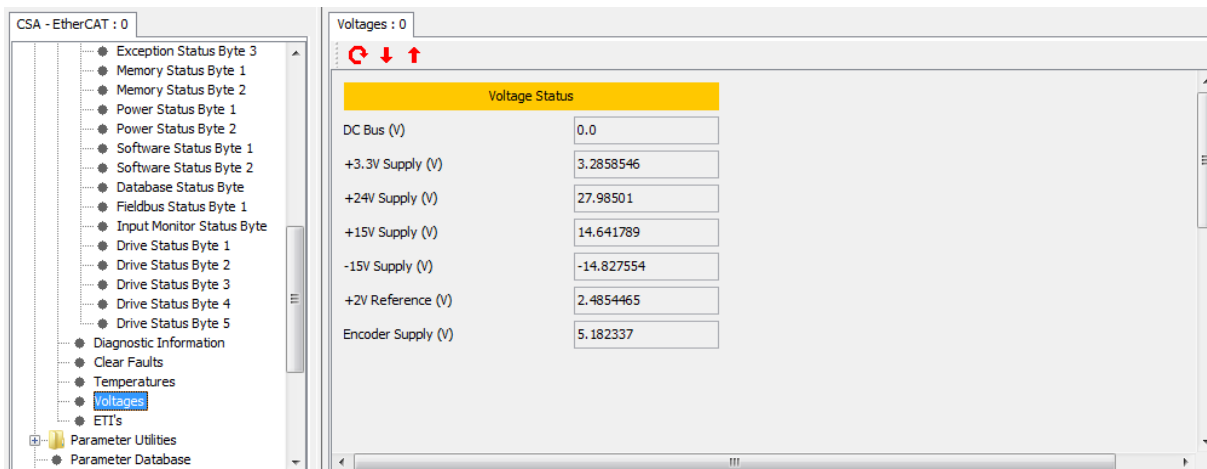 CSA - EtherCAT : 0
Exception Status Byte 3
Memory Status Byte 1
Memory Status Byte 2
Power Status Byte 1
Power Status Byte 2
Software Status Byte 1
Software Status Byte 2
Database Status Byte
Fieldbus Status Byte 1
Input Monitor Status Byte
Drive Status Byte 1
Drive Status Byte 2
Drive Status Byte 3
Drive Status Byte 4
Drive Status Byte 5
Diagnostic Information
Clear Faults
Temperatures
Voltages
ETI's
Parameter Utilities
Parameter Database
Voltages : 0
Voltage Status
DC Bus (V) 0.0
+3.3V Supply (V) 3.2858546
+24V Supply (V) 27.98501
+15V Supply (V) 14.641789
-15V Supply (V) -14.827554
+2V Reference (V) 2.4854465
Encoder Supply (V) 5.182337